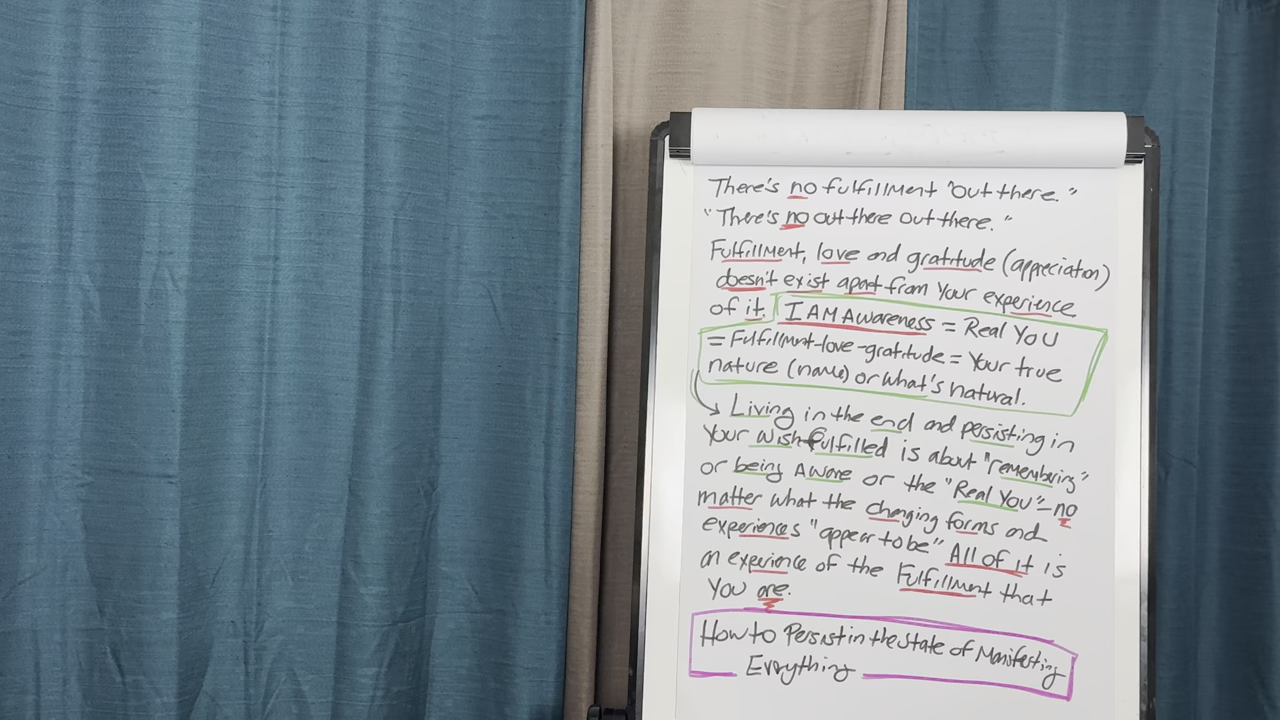 There's no fulfillment "out there."
"There's no out there out there."
Fulfillment, love and gratitude (appreciation)
doesn't exist apart from your experience
of it. I AM Awareness = Real You
= Fulfillment-love-gratitude = Your true
nature (name) or what's natural.
→ Living in the end and persisting in
Your wish fulfilled is about "remembering"
or being Aware or the "Real You" - no
matter what the changing forms and
experiences "appear to be" All of it is
an experience of the Fulfillment that
You are.
How to Persist in the State of Manifesting
Everything